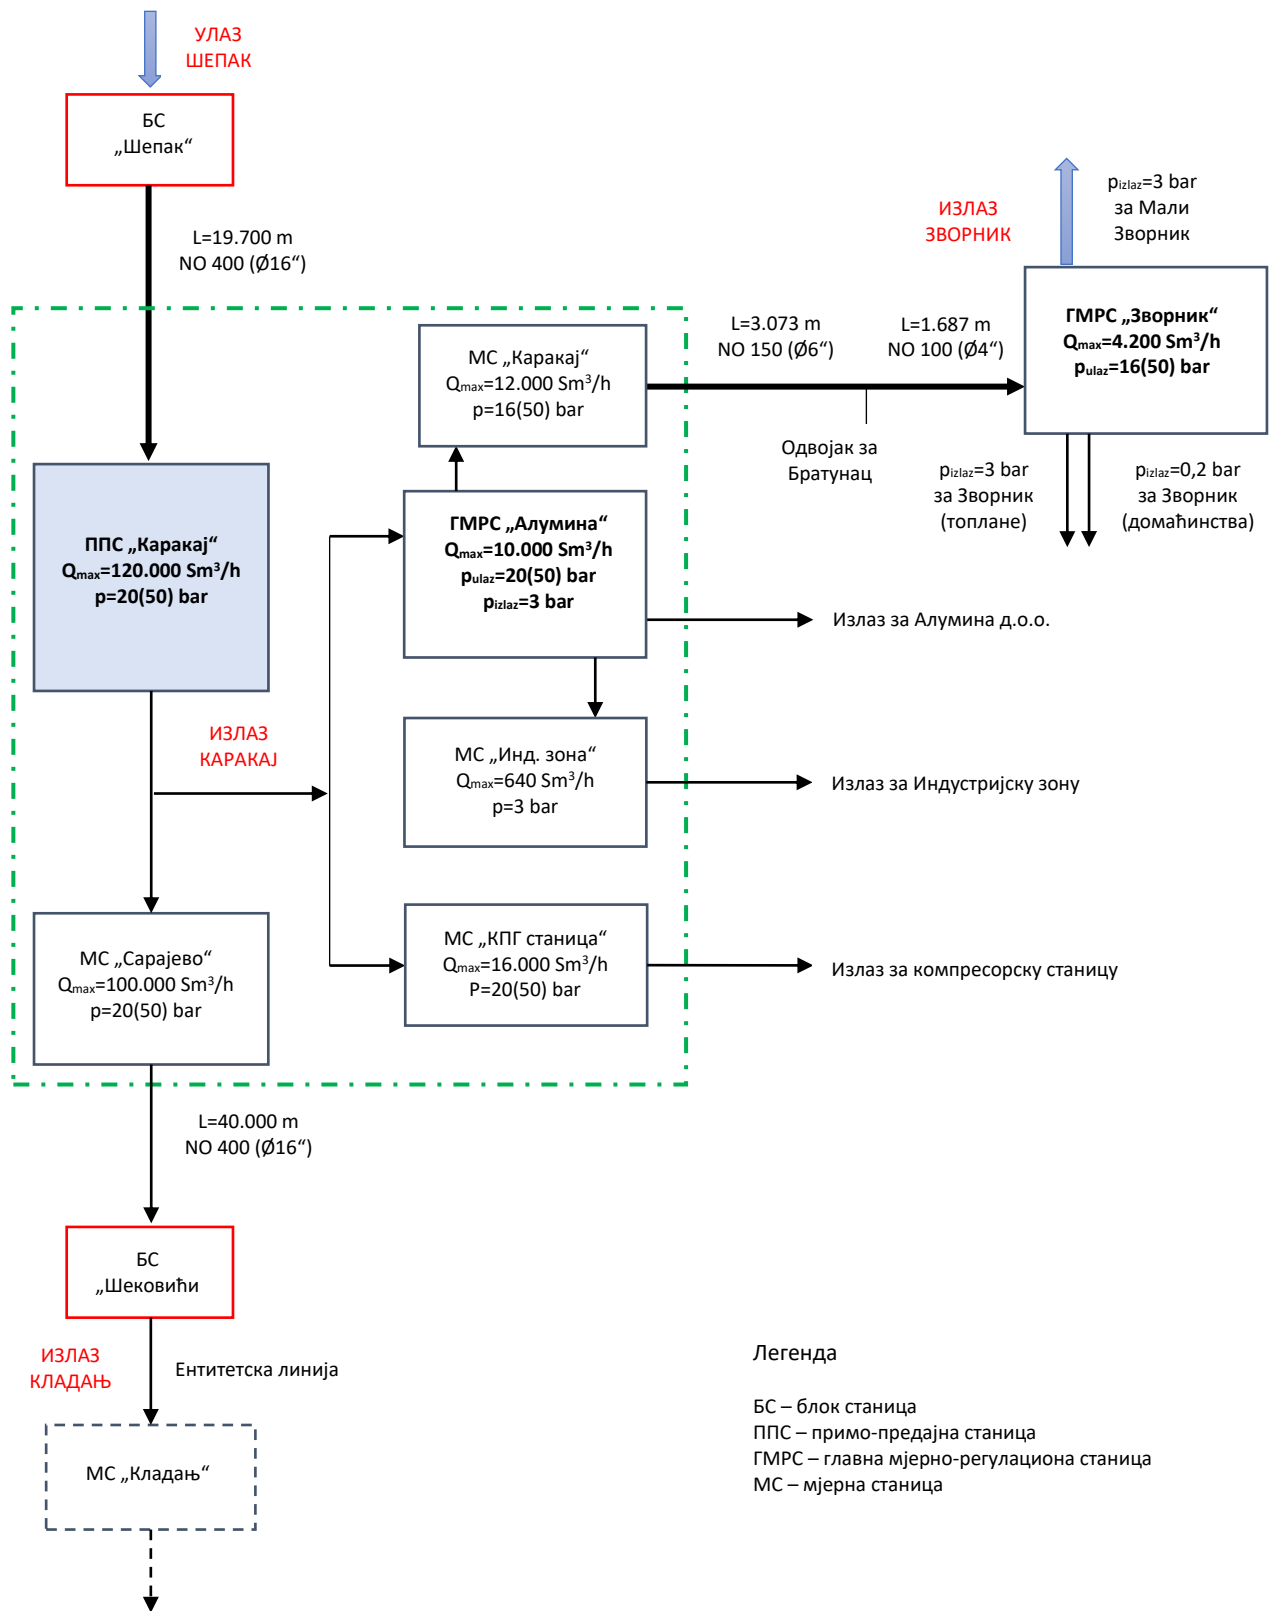 УЛАЗ
ШЕПАК
БС
„Шепак“
L=19.700 m
NO 400 (Ø16“)
ИЗЛАЗ
ЗВОРНИК
pizlaz=3 bar
за Мали
Зворник
ГМРС „Зворник“
Qmax=4.200 Sm³/h
pulaz=16(50) bar
L=3.073 m
NO 150 (Ø6“)
L=1.687 m
NO 100 (Ø4“)
МС „Каракај“
Qmax=12.000 Sm³/h
p=16(50) bar
Одвојак за
Братунац
pizlaz=3 bar
за Зворник
(топлане)
pizlaz=0,2 bar
за Зворник
(домаћинства)
ППС „Каракај“
Qmax=120.000 Sm³/h
p=20(50) bar
ГМРС „Алумина“
Qmax=10.000 Sm³/h
pulaz=20(50) bar
pizlaz=3 bar
Излаз за Алумина д.о.о.
ИЗЛАЗ
КАРАКАЈ
МС „Инд. зона“
Qmax=640 Sm³/h
p=3 bar
Излаз за Индустријску зону
МС „Сарајево“
Qmax=100.000 Sm³/h
p=20(50) bar
МС „КПГ станица“
Qmax=16.000 Sm³/h
P=20(50) bar
Излаз за компресорску станицу
L=40.000 m
NO 400 (Ø16“)
БС
„Шековићи
ИЗЛАЗ
КЛАДАЊ
Ентитетска линија
МС „Кладањ“
Легенда
БС – блок станица
ППС – примо-предајна станица
ГМРС – главна мјерно-регулациона станица
МС – мјерна станица